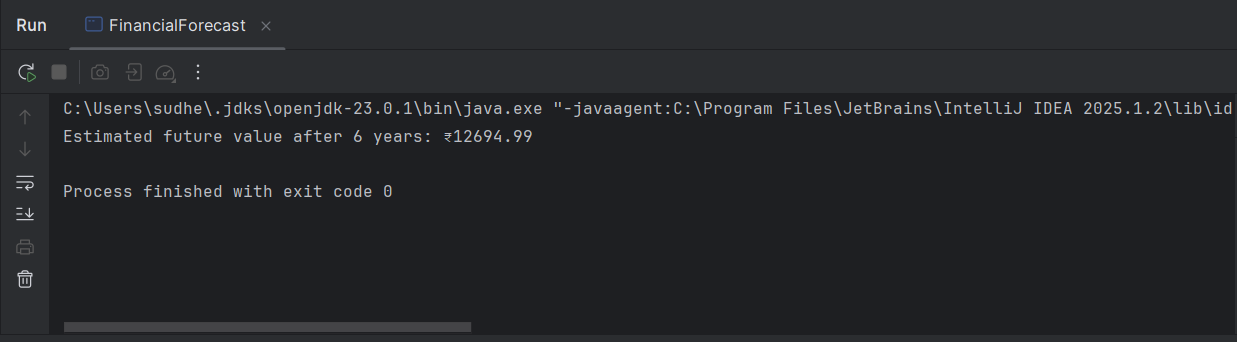 Run FinancialForecast
C:\Users\sudhe\.jdks\openjdk-23.0.1\bin\java.exe "-javaagent:C:\Program Files\JetBrains\IntelliJ IDEA 2025.1.2\lib\id
Estimated future value after 6 years: ₹12694.99
Process finished with exit code 0